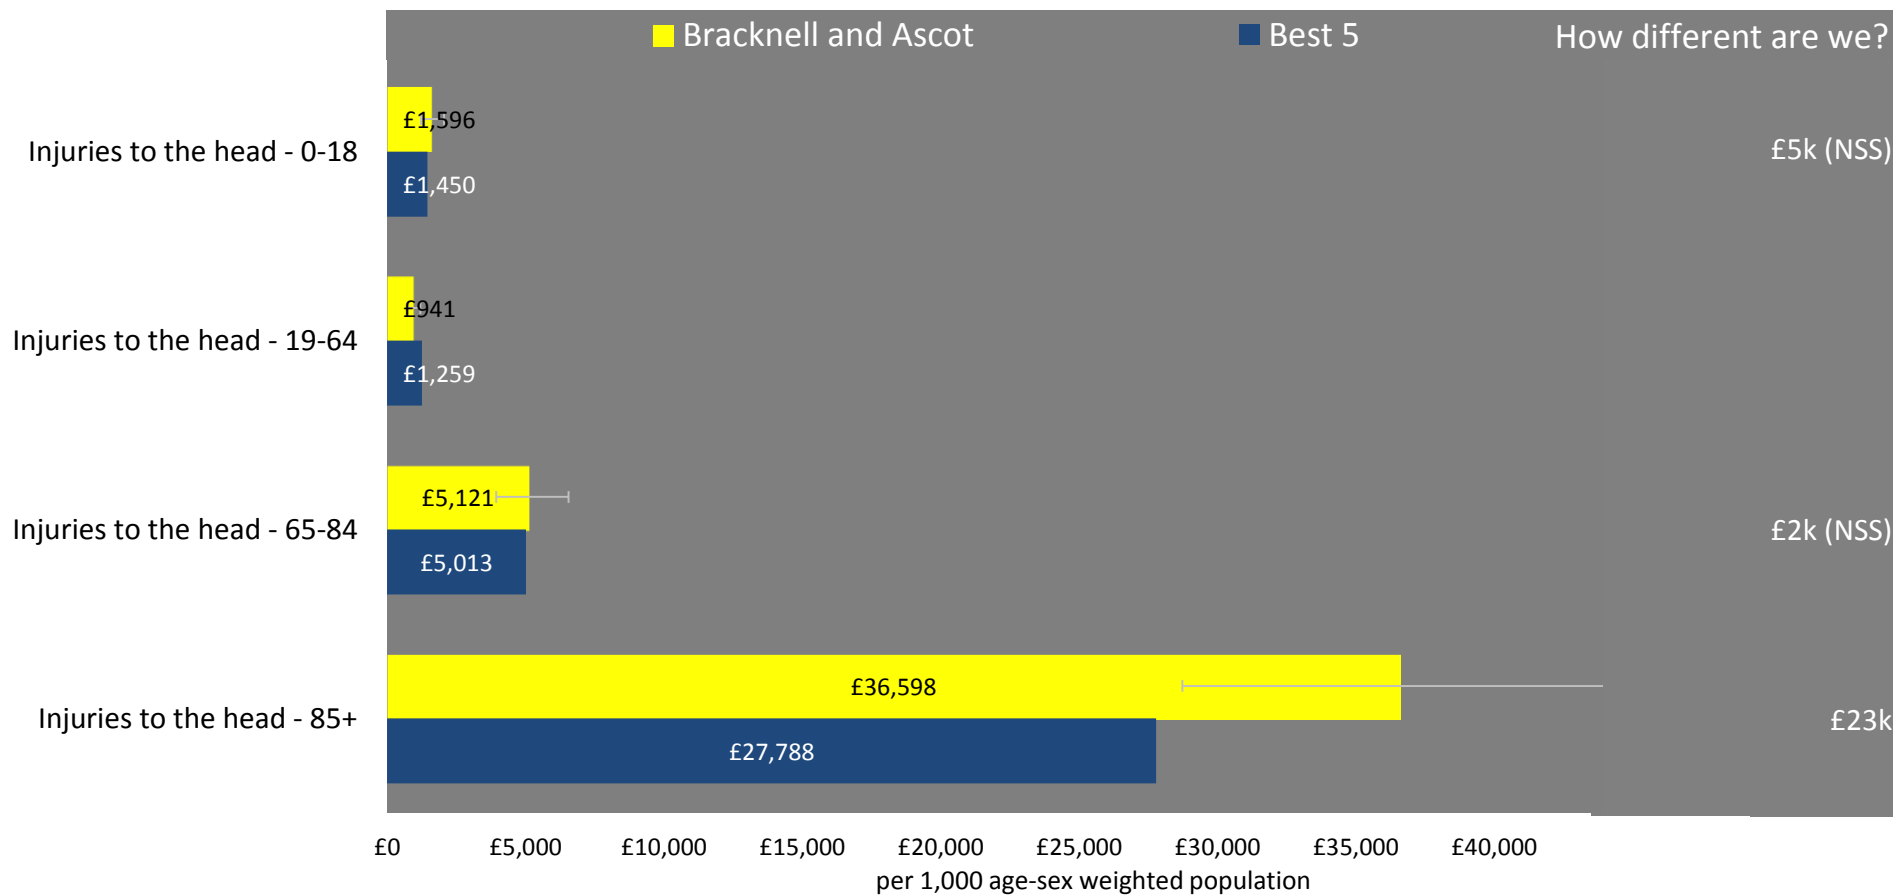 Bracknell and Ascot Best 5 How different are we?
Injuries to the head - 0-18 £1,596 £5k (NSS)
£1,450
Injuries to the head - 19-64 £941
£1,259
Injuries to the head - 65-84 £5,121 £2k (NSS)
£5,013
Injuries to the head - 85+ £36,598 £23k
£27,788
£0 £5,000 £10,000 £15,000 £20,000 £25,000 £30,000 £35,000 £40,000
per 1,000 age-sex weighted population